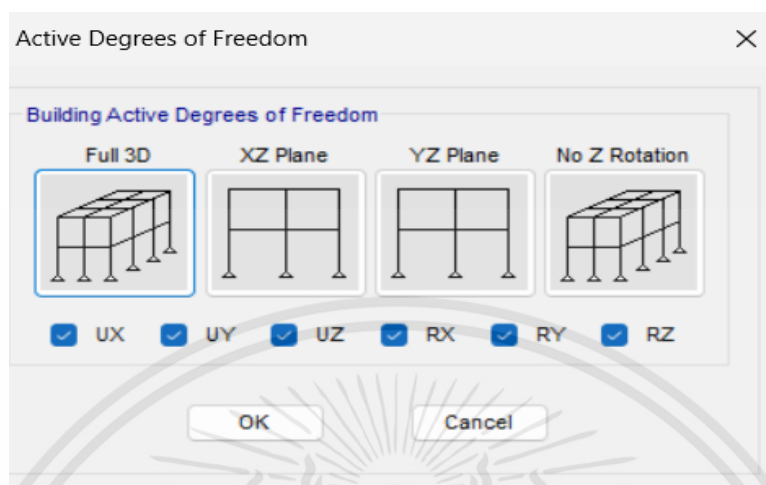 Active Degrees of Freedom
Building Active Degrees of Freedom
Full 3D XZ Plane YZ Plane No Z Rotation
UX UY UZ RX RY RZ
OK Cancel